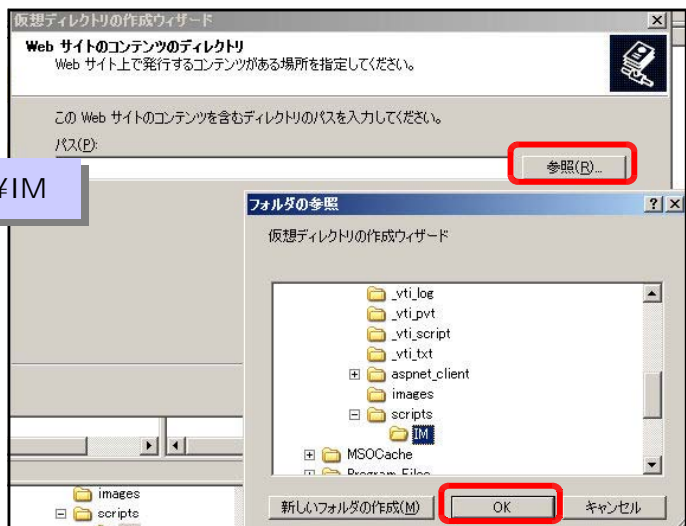 仮想ディレクトリの作成ウィザード
Web サイトのコンテンツのディレクトリ
Web サイト上で発行するコンテンツがある場所を指定してください。
この Web サイトのコンテンツを含むディレクトリのパスを入力してください。
パス(P):
参照(R)...
¥IM
フォルダの参照
仮想ディレクトリの作成ウィザード
_vti_log
_vti_pvt
_vti_script
_vti_txt
aspnet_client
images
scripts
IM
MSOCache
Program Files
images
scripts
新しいフォルダの作成(M)
OK
キャンセル